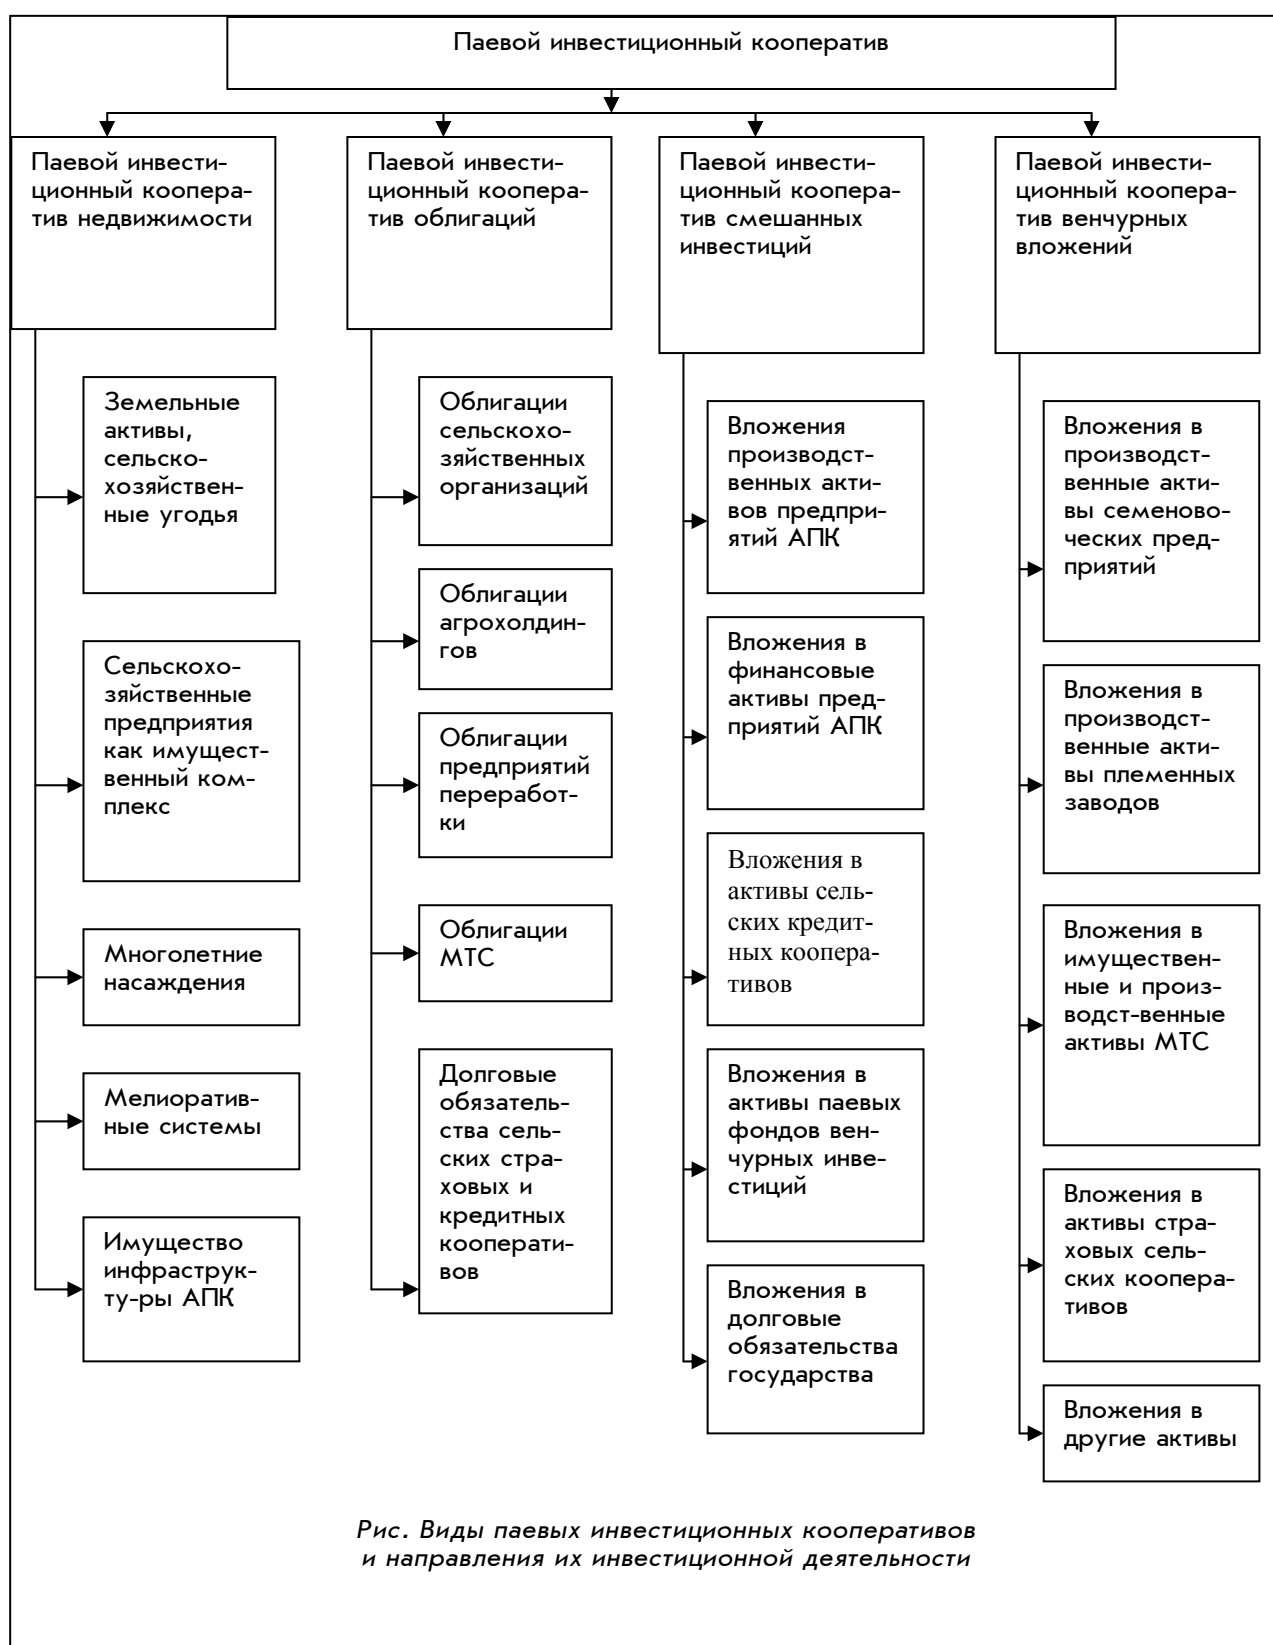 Паевой инвестиционный кооператив
Паевой инвести-
ционный коопера-
тив недвижимости
Земельные
активы,
сельско-
хозяйствен-
ные угодья
Сельскохо-
зяйственные
предприятия
как имущест-
венный ком-
плекс
Многолетние
насаждения
Мелиоратив-
ные системы
Имущество
инфраструк-
ту-ры АПК
Паевой инвести-
ционный коопера-
тив облигаций
Облигации
сельскохо-
зяйственных
организаций
Облигации
агрохолдин-
гов
Облигации
предприятий
переработ-
ки
Облигации
МТС
Долговые
обязатель-
ства сель-
ских стра-
ховых и
кредитных
кооперати-
вов
Паевой инвести-
ционный коопера-
тив смешанных
инвестиций
Вложения
производст-
венных акти-
вов предпри-
ятий АПК
Вложения в
финансовые
активы пред-
приятий АПК
Вложения в
активы сель-
ских кредит-
ных коопера-
тивов
Вложения в
активы паевых
фондов вен-
чурных инве-
стиций
Вложения в
долговые
обязательства
государства
Паевой инвести-
ционный коопера-
тив венчурных
вложений
Вложения в
производст-
венные акти-
вы семеново-
ческих пред-
приятий
Вложения в
производст-
венные акти-
вы племенных
заводов
Вложения в
имуществен-
ные и произ-
водст-венные
активы МТС
Вложения в
активы стра-
ховых сель-
ских коопера-
тивов
Вложения в
другие активы
Рис. Виды паевых инвестиционных кооперативов
и направления их инвестиционной деятельности